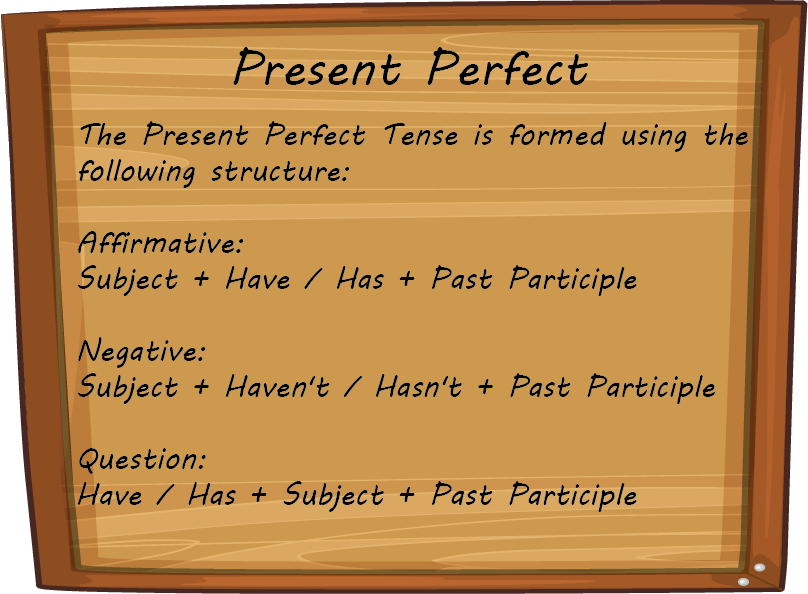 Present Perfect
The Present Perfect Tense is formed using the
following structure:
Affirmative:
Subject + Have / Has + Past Participle
Negative:
Subject + Haven't / Hasn't + Past Participle
Question:
Have / Has + Subject + Past Participle